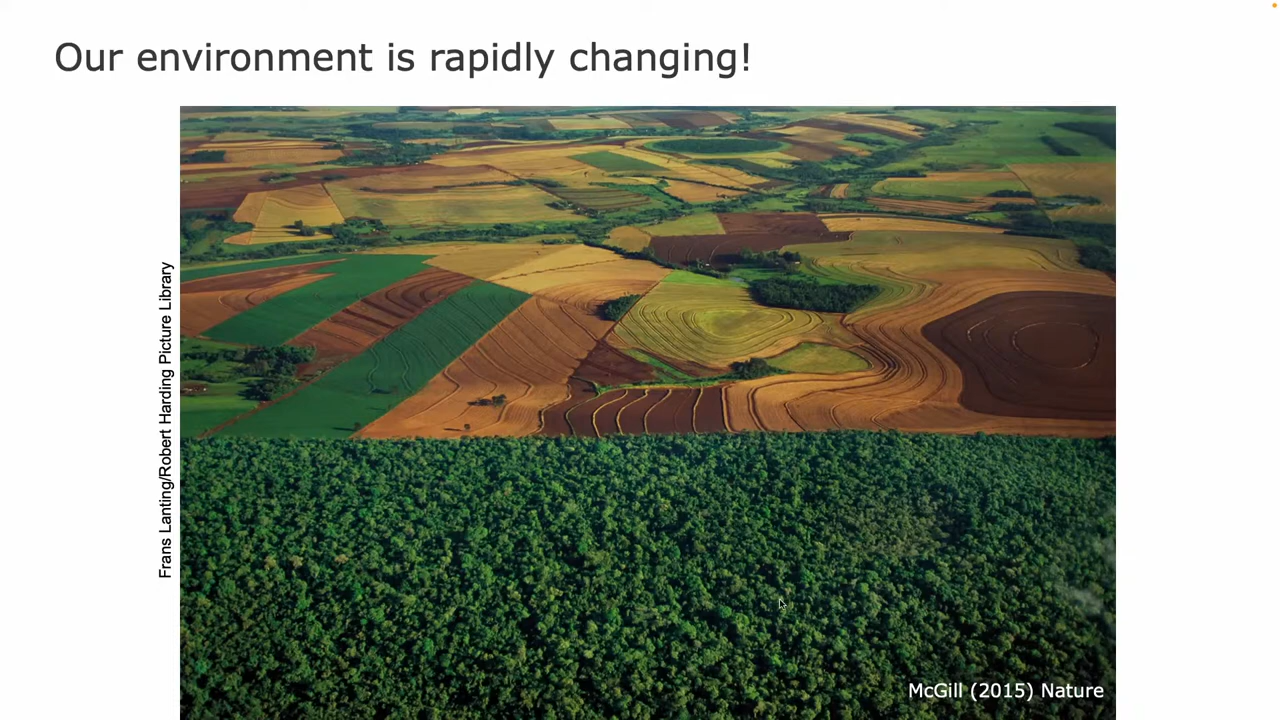 Our environment is rapidly changing!
Frans Lanting/Robert Harding Picture Library
McGill (2015) Nature